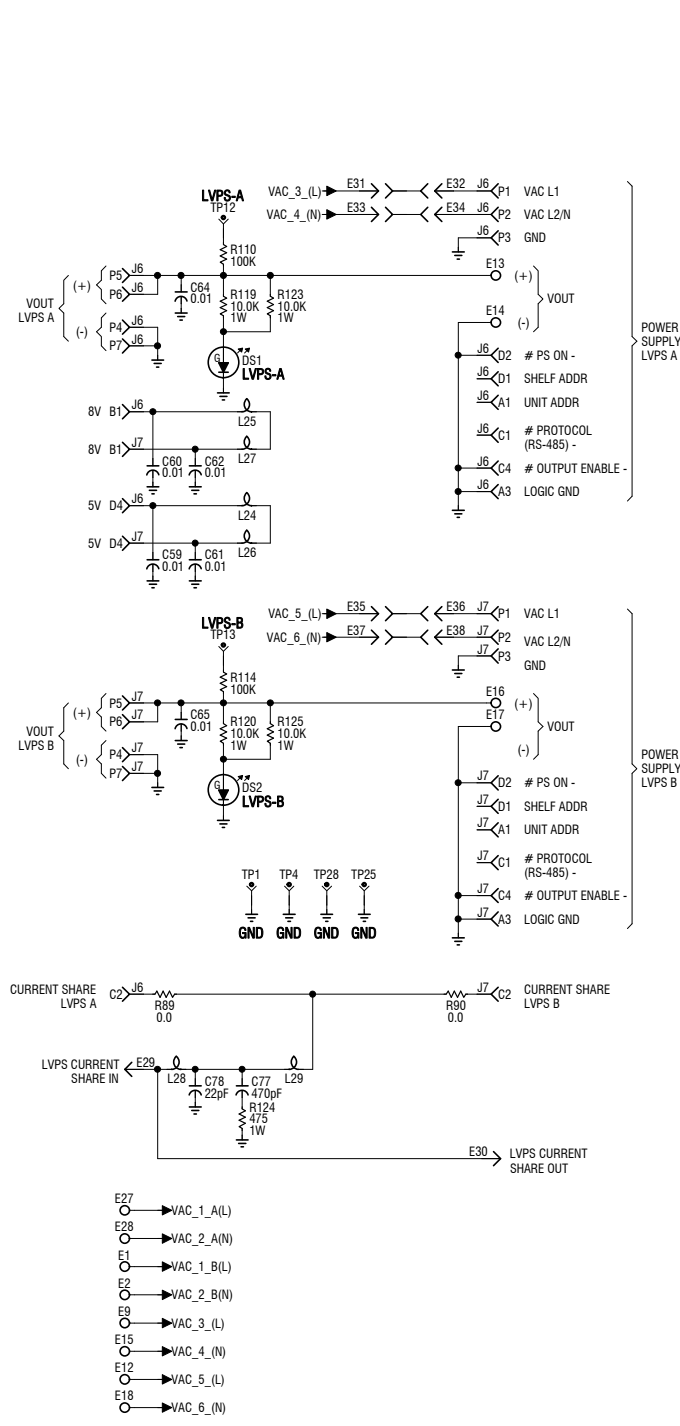 LVPS-A
TP12
VAC_3_(L)
E31
E32
J6
P1
VAC L1
VAC_4_(N)
E33
E34
J6
P2
VAC L2/N
J6
P3
GND
R110
100K
VOUT
LVPS A
(+)
P5
J6
P6
J6
(-)
P4
J6
P7
J6
C64
0.01
R119
10.0K
1W
R123
10.0K
1W
G
DS1
LVPS-A
E13
(+)
VOUT
E14
(-)
J6
D2
# PS ON -
J6
D1
SHELF ADDR
J6
A1
UNIT ADDR
J6
C1
# PROTOCOL
(RS-485) -
J6
C4
# OUTPUT ENABLE -
J6
A3
LOGIC GND
POWER
SUPPLY
LVPS A
8V B1
J6
L25
8V B1
J7
L27
C60
0.01
C62
0.01
5V D4
J6
L24
5V D4
J7
L26
C59
0.01
C61
0.01
LVPS-B
TP13
VAC_5_(L)
E35
E36
J7
P1
VAC L1
VAC_6_(N)
E37
E38
J7
P2
VAC L2/N
J7
P3
GND
R114
100K
VOUT
LVPS B
(+)
P5
J7
P6
J7
(-)
P4
J7
P7
J7
C65
0.01
R120
10.0K
1W
R125
10.0K
1W
G
DS2
LVPS-B
E16
(+)
E17
VOUT
(-)
J7
D2
# PS ON -
J7
D1
SHELF ADDR
J7
A1
UNIT ADDR
J7
C1
# PROTOCOL
(RS-485) -
J7
C4
# OUTPUT ENABLE -
J7
A3
LOGIC GND
POWER
SUPPLY
LVPS B
TP1 TP4 TP28 TP25
GND GND GND GND
CURRENT SHARE
LVPS A
C2
J6
R89
0.0
R90
0.0
J7
C2
CURRENT SHARE
LVPS B
LVPS CURRENT
SHARE IN
E29
L28
L29
C78
22pF
C77
470pF
R124
475
1W
E30
LVPS CURRENT
SHARE OUT
E27
VAC_1_A(L)
E28
VAC_2_A(N)
E1
VAC_1_B(L)
E2
VAC_2_B(N)
E9
VAC_3_(L)
E15
VAC_4_(N)
E12
VAC_5_(L)
E18
VAC_6_(N)